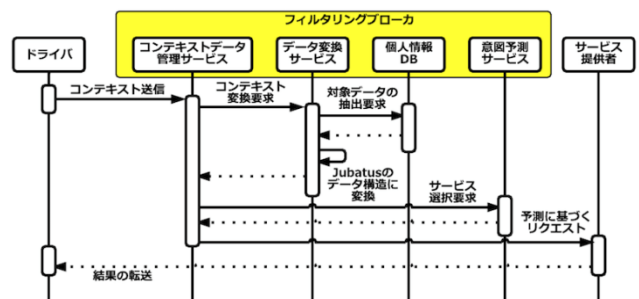 フィルタリングブローカ
ドライバ
コンテキストデータ
管理サービス
データ変換
サービス
個人情報
DB
意図予測
サービス
サービス
提供者
コンテキスト送信
コンテキスト
変換要求
対象データの
抽出要求
Jubatusの
データ構造に
変換
サービス
選択要求
予測に基づく
リクエスト
結果の転送